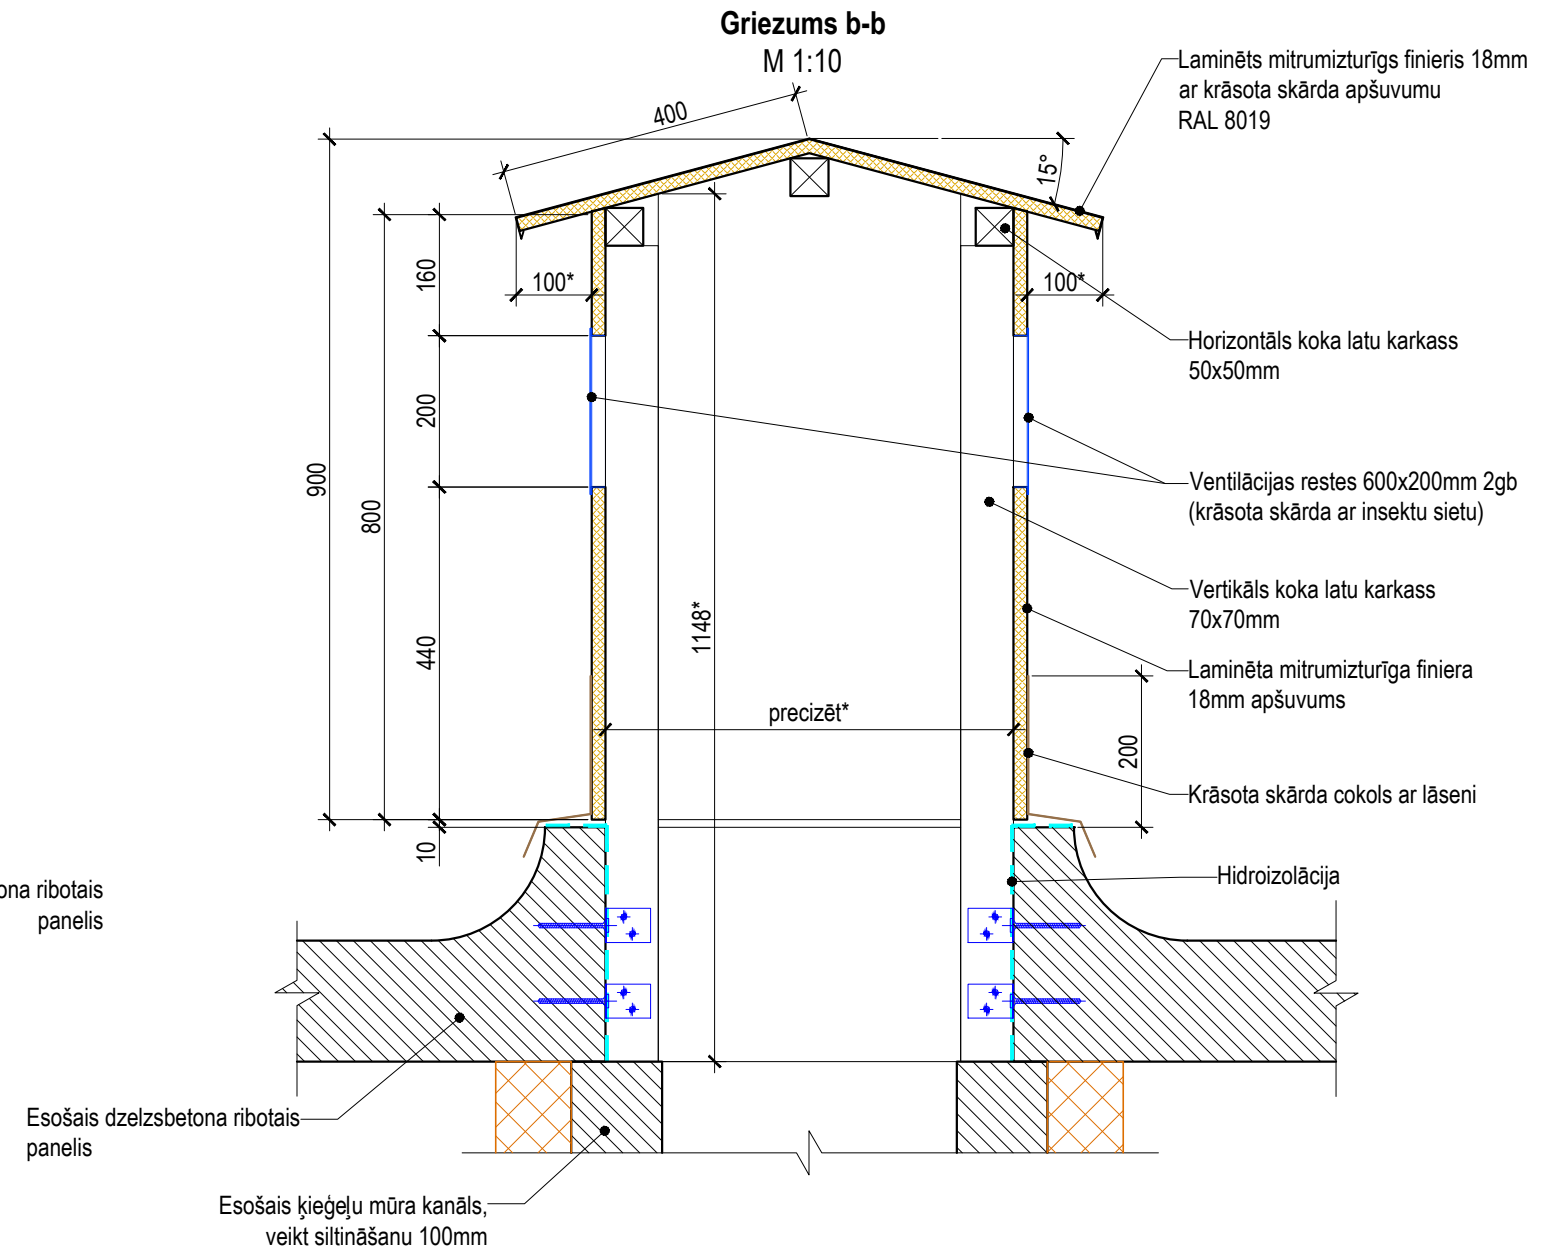 Griezums b-b
M 1:10
Laminēts mitrumizturīgs finieris 18mm
ar krāsota skārda apšuvumu
RAL 8019
400
15°
160
100*
100*
Horizontāls koka latu karkass
50x50mm
200
900
800
Ventilācijas restes 600x200mm 2gb
(krāsota skārda ar insektu sietu)
Vertikāls koka latu karkass
70x70mm
440
1148*
Laminēta mitrumizturīga finiera
18mm apšuvums
precizēt*
200
Krāsota skārda cokols ar lāseni
10
Hidroizolācija
ona ribotais
panelis
Esošais dzelzsbetona ribotais
panelis
Esošais ķieģeļu mūra kanāls,
veikt siltināšanu 100mm